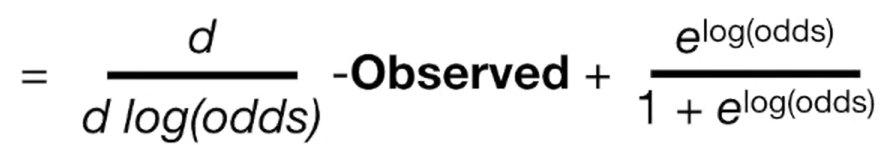 = d / d log(odds) -Observed + e^log(odds) / 1 + e^log(odds)